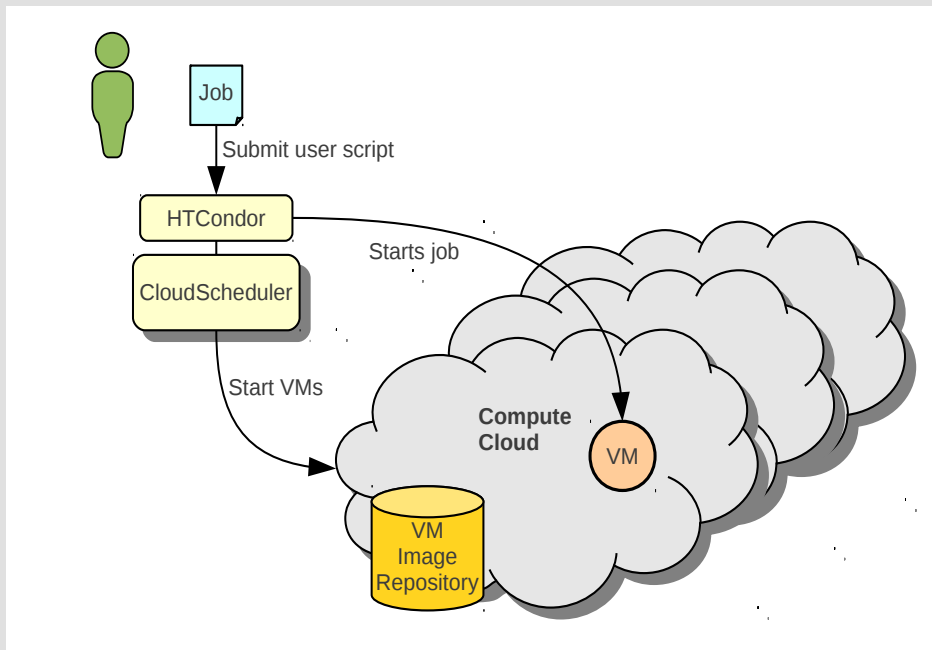 Job
Submit user script
HTCondor
Starts job
CloudScheduler
Start VMs
Compute
Cloud
VM
VM
Image
Repository